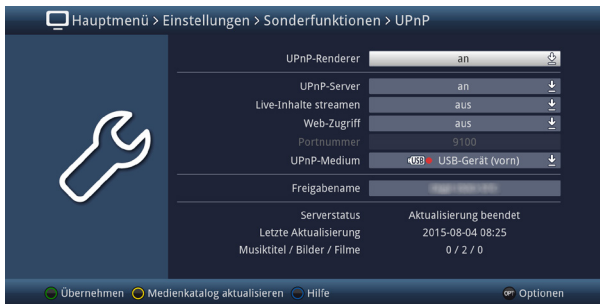 Hauptmenü > Einstellungen > Sonderfunktionen > UPnP
UPnP-Renderer an
UPnP-Server an
Live-Inhalte streamen aus
Web-Zugriff aus
Portnummer 9100
UPnP-Medium USB USB-Gerät (vorn)
Freigabename
Serverstatus Aktualisierung beendet
Letzte Aktualisierung 2015-08-04 08:25
Musiktitel / Bilder / Filme 0 / 2 / 0
Übernehmen Medienkatalog aktualisieren Hilfe OPT Optionen